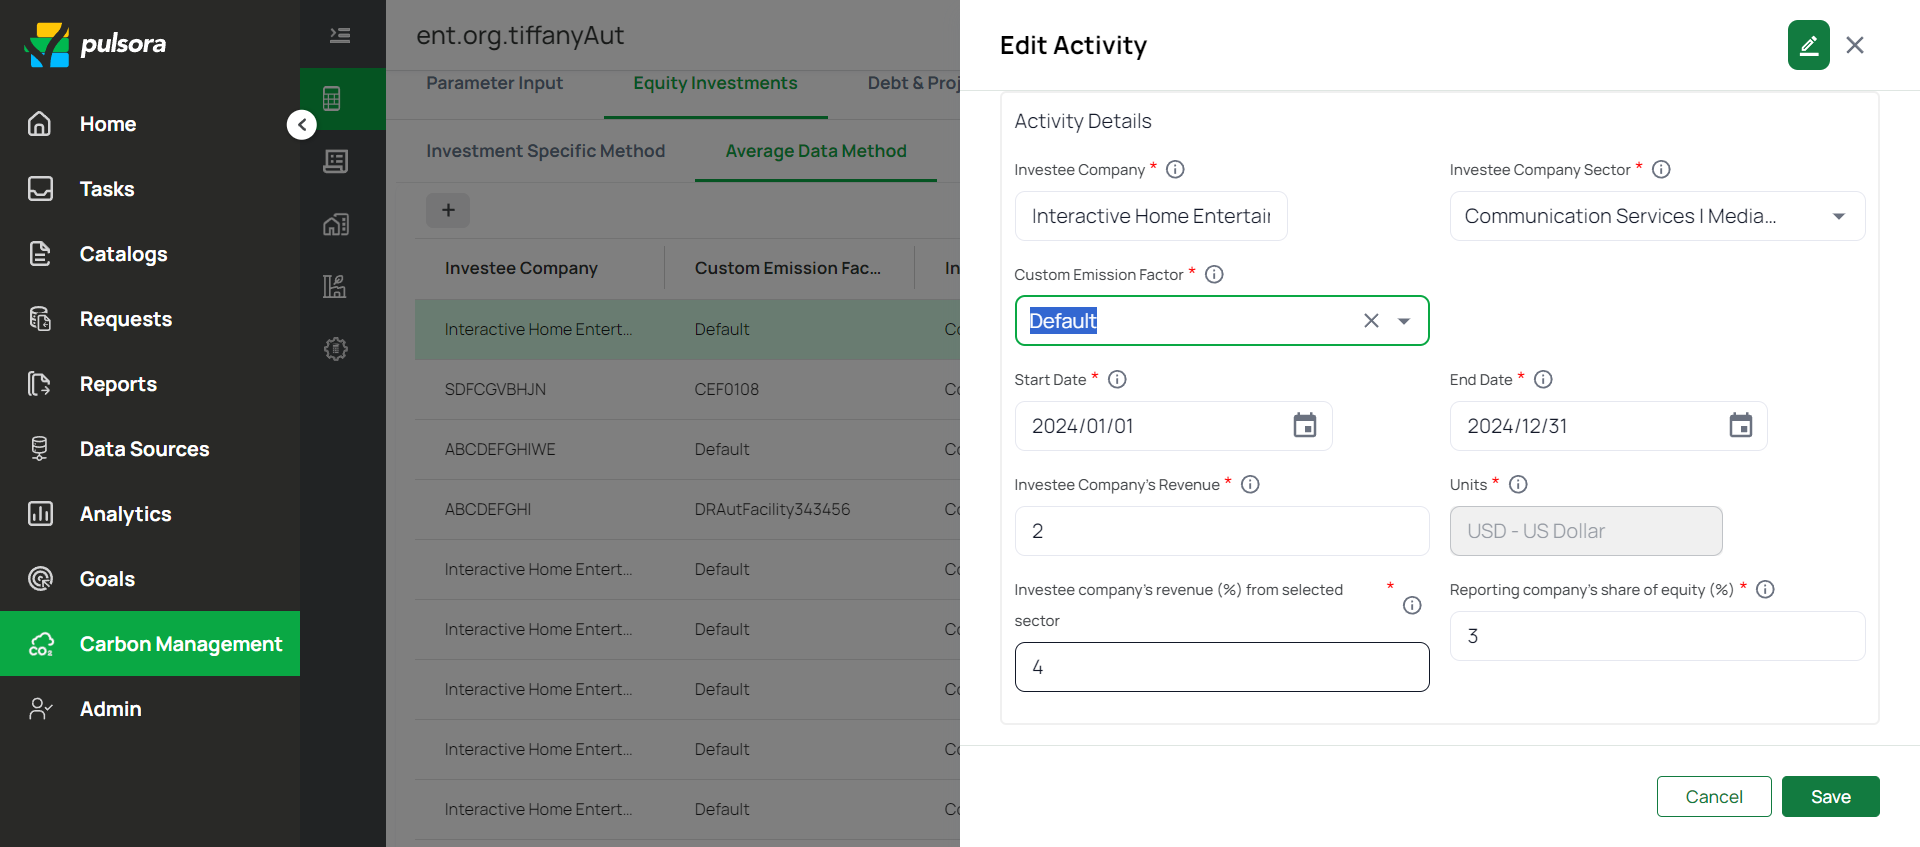 pulsora
Home
Tasks
Catalogs
Requests
Reports
Data Sources
Analytics
Goals
Carbon Management
CO₂
Admin
ent.org.tiffanyAut
Parameter Input
Equity Investments
Debt & Proj
Investment Specific Method
Average Data Method
+
Investee Company
Custom Emission Fac...
In
Interactive Home Entert...
Default
Co
SDFCGVBHJN
CEF0108
Co
ABCDEFGHIWE
Default
Co
ABCDEFGHI
DRAutFacility343456
Co
Interactive Home Entert...
Default
Co
Interactive Home Entert...
Default
Co
Interactive Home Entert...
Default
Co
Interactive Home Entert...
Default
Co
Interactive Home Entert...
Default
Co
Edit Activity
Activity Details
Investee Company *
Interactive Home Entertain
Investee Company Sector *
Communication Services | Media...
Custom Emission Factor *
Default
Start Date *
2024/01/01
End Date *
2024/12/31
Investee Company's Revenue *
2
Units *
USD - US Dollar
Investee company's revenue (%) from selected *
sector
4
Reporting company's share of equity (%) *
3
Cancel
Save